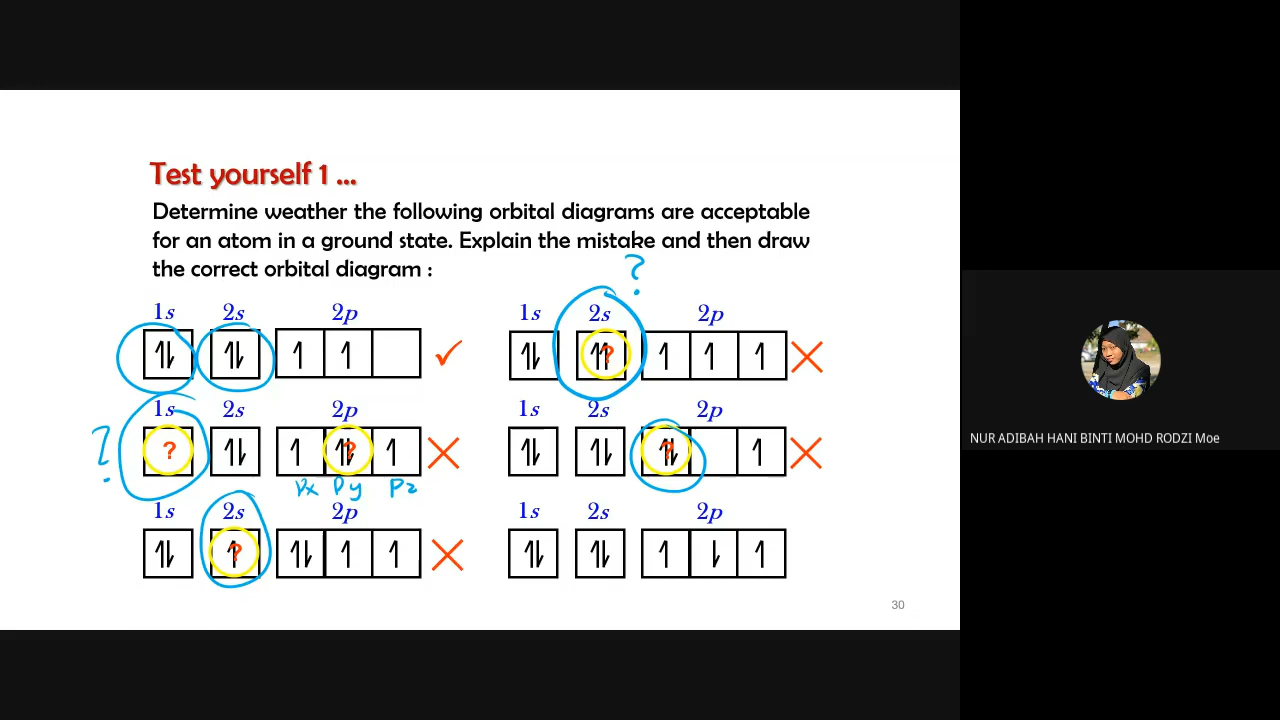 Test yourself 1 ...
Determine weather the following orbital diagrams are acceptable
for an atom in a ground state. Explain the mistake and then draw
the correct orbital diagram :
?
1s 2s 2p 1s 2s 2p
⥮ ⥮ ↿ ↿ ✓ ⥮ ↿↿ ? ↿ ↿ ↿ ✗
1s 2s 2p 1s 2s 2p
? ? ⥮ ↿ ⥮ ? ↿ ✗ ⥮ ⥮ ⥮ ? ↿ ✗
Px Py Pz
1s 2s 2p 1s 2s 2p
⥮ ↿ ? ⥮ ↿ ↿ ✗ ⥮ ⥮ ↿ ⇂ ↿
30
NUR ADIBAH HANI BINTI MOHD RODZI Moe